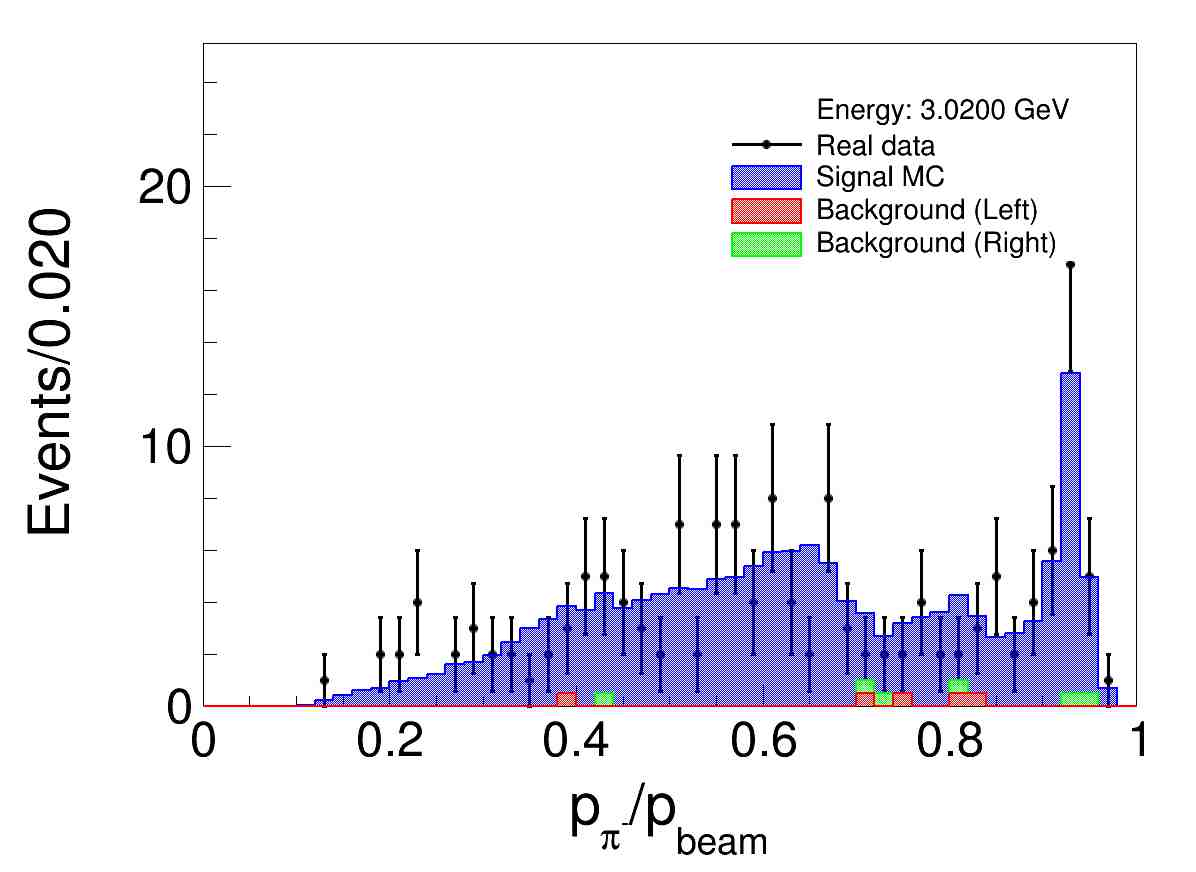 Energy: 3.0200 GeV
Real data
Signal MC
Background (Left)
Background (Right)
Events/0.020
20
10
0
0 0.2 0.4 0.6 0.8 1
pπ-/pbeam